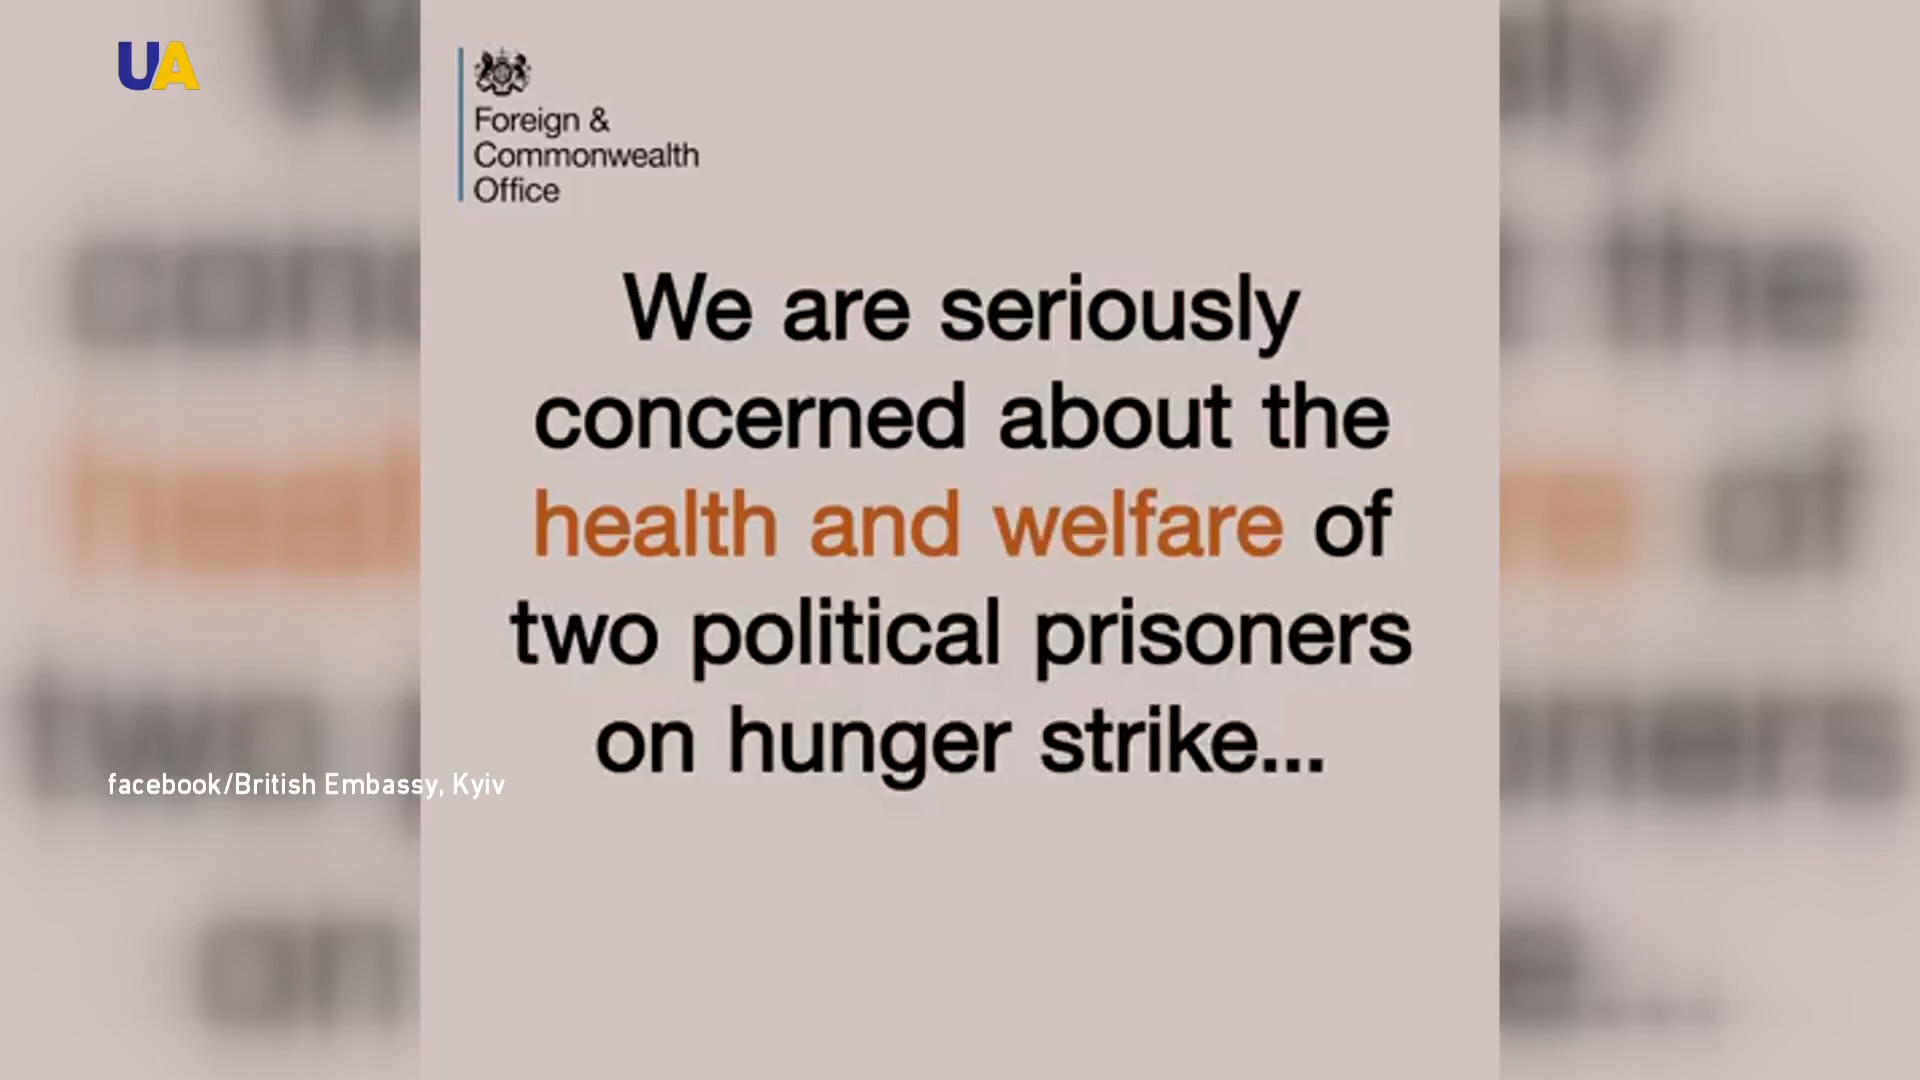 UA
Foreign &
Commonwealth
Office
We are seriously
concerned about the
health and welfare of
two political prisoners
on hunger strike...
facebook/British Embassy, Kyiv